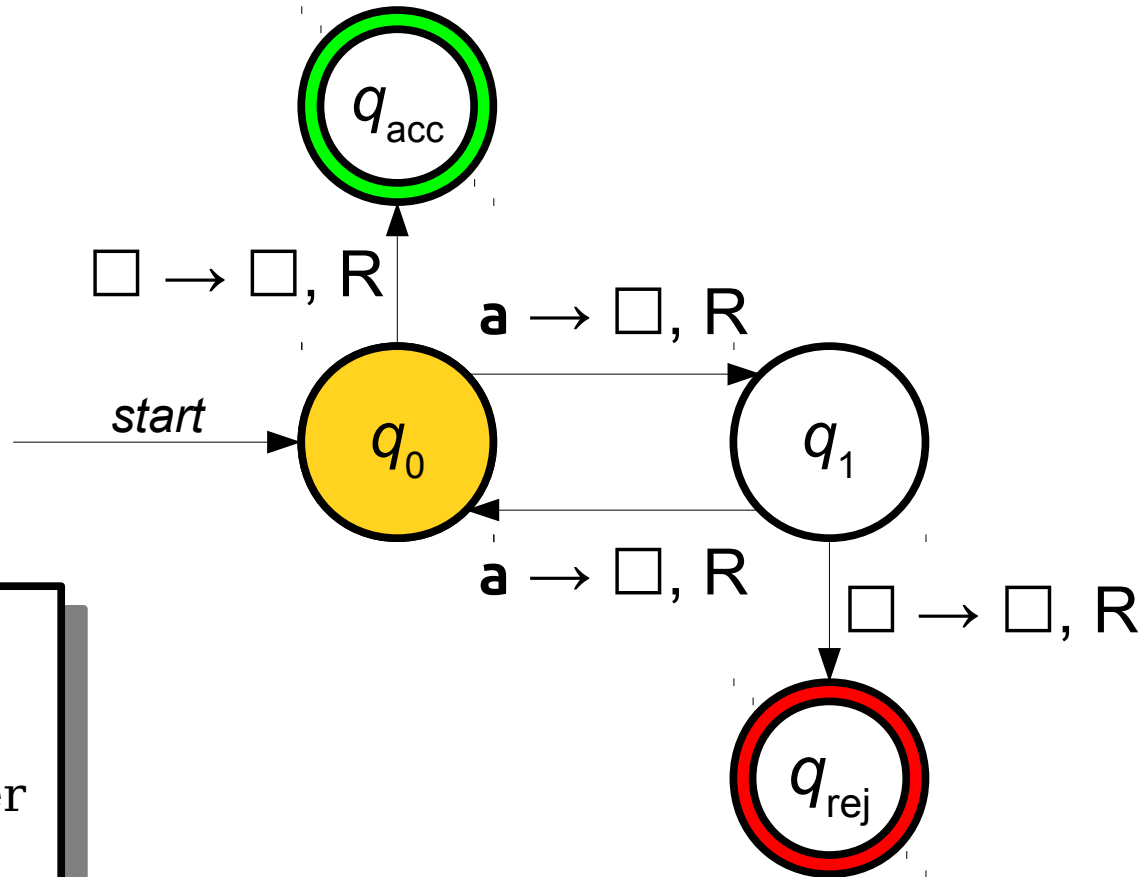 q_acc
□ → □, R
a → □, R
start
q_0
q_1
a → □, R
□ → □, R
q_rej